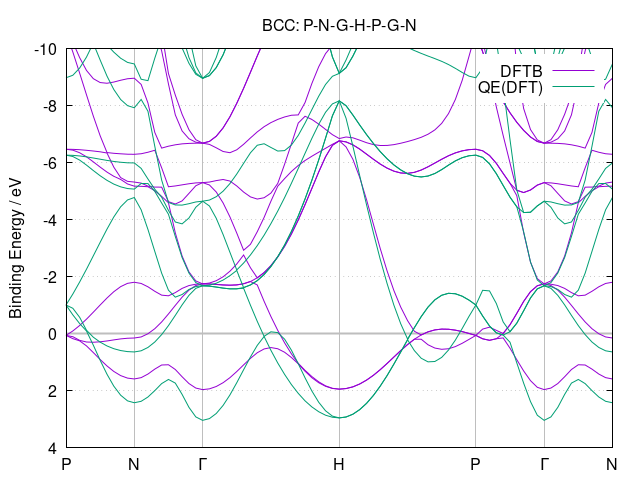 BCC: P-N-G-H-P-G-N
-10
DFTB
QE(DFT)
-8
-6
-4
-2
0
2
4
Binding Energy / eV
P N Γ H P Γ N